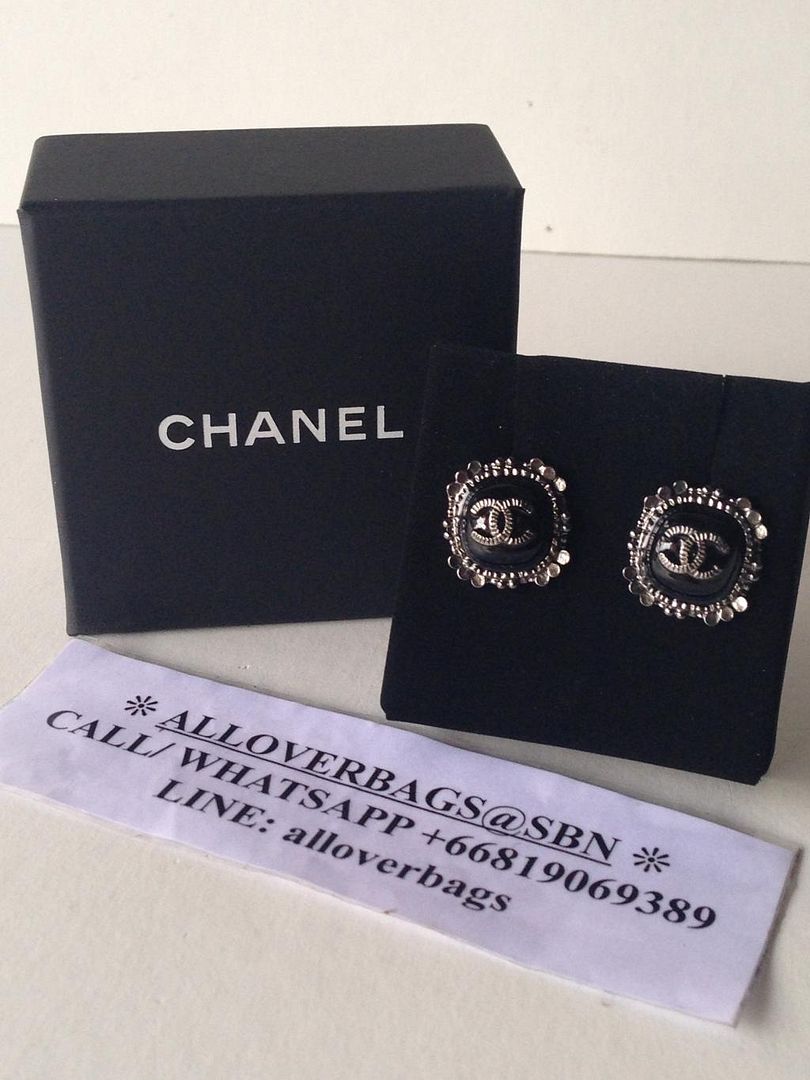 CHANEL
※ ALLOVERBAGS@SBN ※
CALL/ WHATSAPP +66819069389
LINE: alloverbags